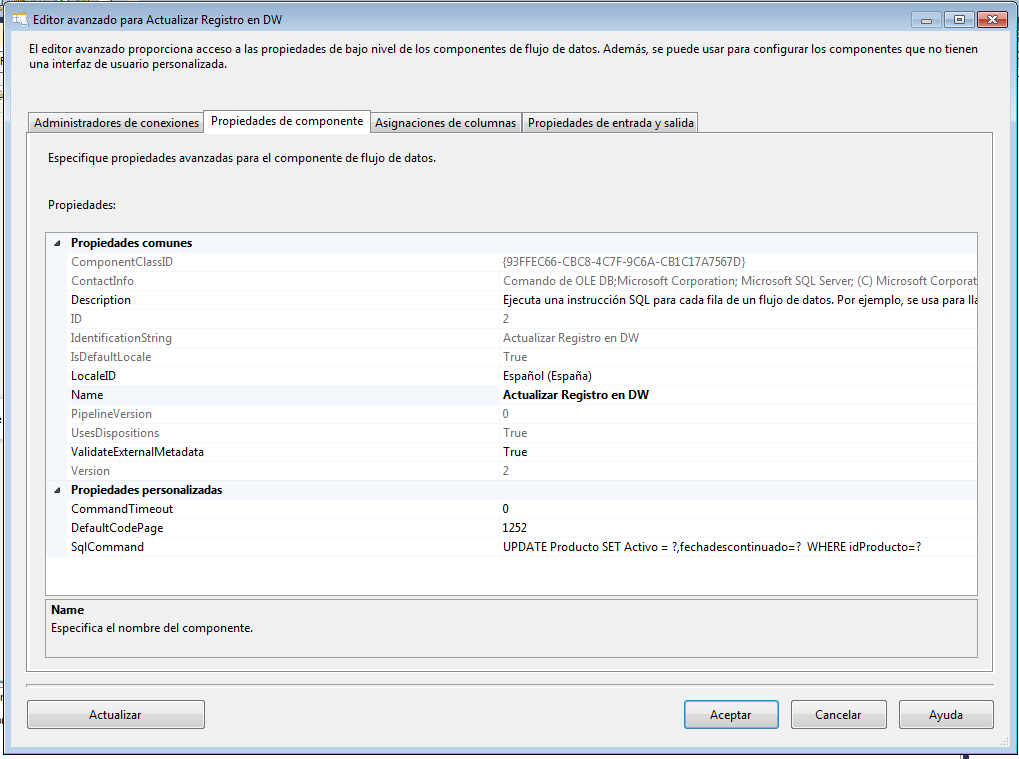 Editor avanzado para Actualizar Registro en DW
El editor avanzado proporciona acceso a las propiedades de bajo nivel de los componentes de flujo de datos. Además, se puede usar para configurar los componentes que no tienen
una interfaz de usuario personalizada.
Administradores de conexiones Propiedades de componente Asignaciones de columnas Propiedades de entrada y salida
Especifique propiedades avanzadas para el componente de flujo de datos.
Propiedades:
Propiedades comunes
ComponentClassID {93FFEC66-CBC8-4C7F-9C6A-CB1C17A7567D}
ContactInfo Comando de OLE DB;Microsoft Corporation; Microsoft SQL Server; (C) Microsoft Corporat
Description Ejecuta una instrucción SQL para cada fila de un flujo de datos. Por ejemplo, se usa para lla
ID 2
IdentificationString Actualizar Registro en DW
IsDefaultLocale True
LocaleID Español (España)
Name Actualizar Registro en DW
PipelineVersion 0
UsesDispositions True
ValidateExternalMetadata True
Version 2
Propiedades personalizadas
CommandTimeout 0
DefaultCodePage 1252
SqlCommand UPDATE Producto SET Activo = ?,fechadescontinuado=? WHERE idProducto=?
Name
Especifica el nombre del componente.
Actualizar Aceptar Cancelar Ayuda